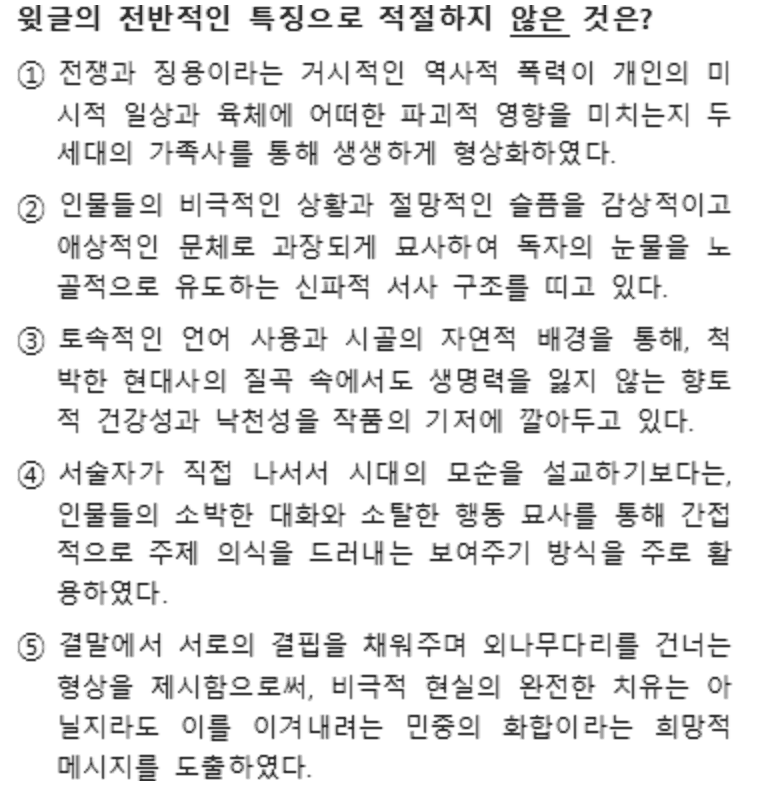 윗글의 전반적인 특징으로 적절하지 않은 것은?
① 전쟁과 징용이라는 거시적인 역사적 폭력이 개인의 미
시적 일상과 육체에 어떠한 파괴적 영향을 미치는지 두
세대의 가족사를 통해 생생하게 형상화하였다.
② 인물들의 비극적인 상황과 절망적인 슬픔을 감상적이고
애상적인 문체로 과장되게 묘사하여 독자의 눈물을 노
골적으로 유도하는 신파적 서사 구조를 띠고 있다.
③ 토속적인 언어 사용과 시골의 자연적 배경을 통해, 척
박한 현대사의 질곡 속에서도 생명력을 잃지 않는 향토
적 건강성과 낙천성을 작품의 기저에 깔아두고 있다.
④ 서술자가 직접 나서서 시대의 모순을 설교하기보다는,
인물들의 소박한 대화와 소탈한 행동 묘사를 통해 간접
적으로 주제 의식을 드러내는 보여주기 방식을 주로 활
용하였다.
⑤ 결말에서 서로의 결핍을 채워주며 외나무다리를 건너는
형상을 제시함으로써, 비극적 현실의 완전한 치유는 아
닐지라도 이를 이겨내려는 민중의 화합이라는 희망적
메시지를 도출하였다.